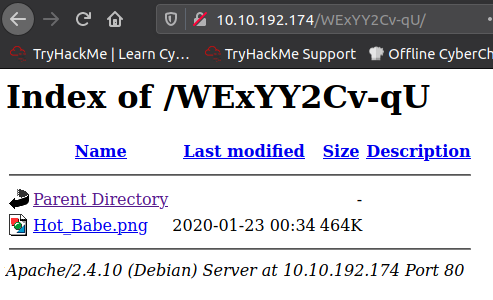 10.10.192.174/WExYY2Cv-qU/
TryHackMe | Learn Cy… TryHackMe Support Offline CyberCh
Index of /WExYY2Cv-qU
Name Last modified Size Description
Parent Directory -
Hot_Babe.png 2020-01-23 00:34 464K
Apache/2.4.10 (Debian) Server at 10.10.192.174 Port 80